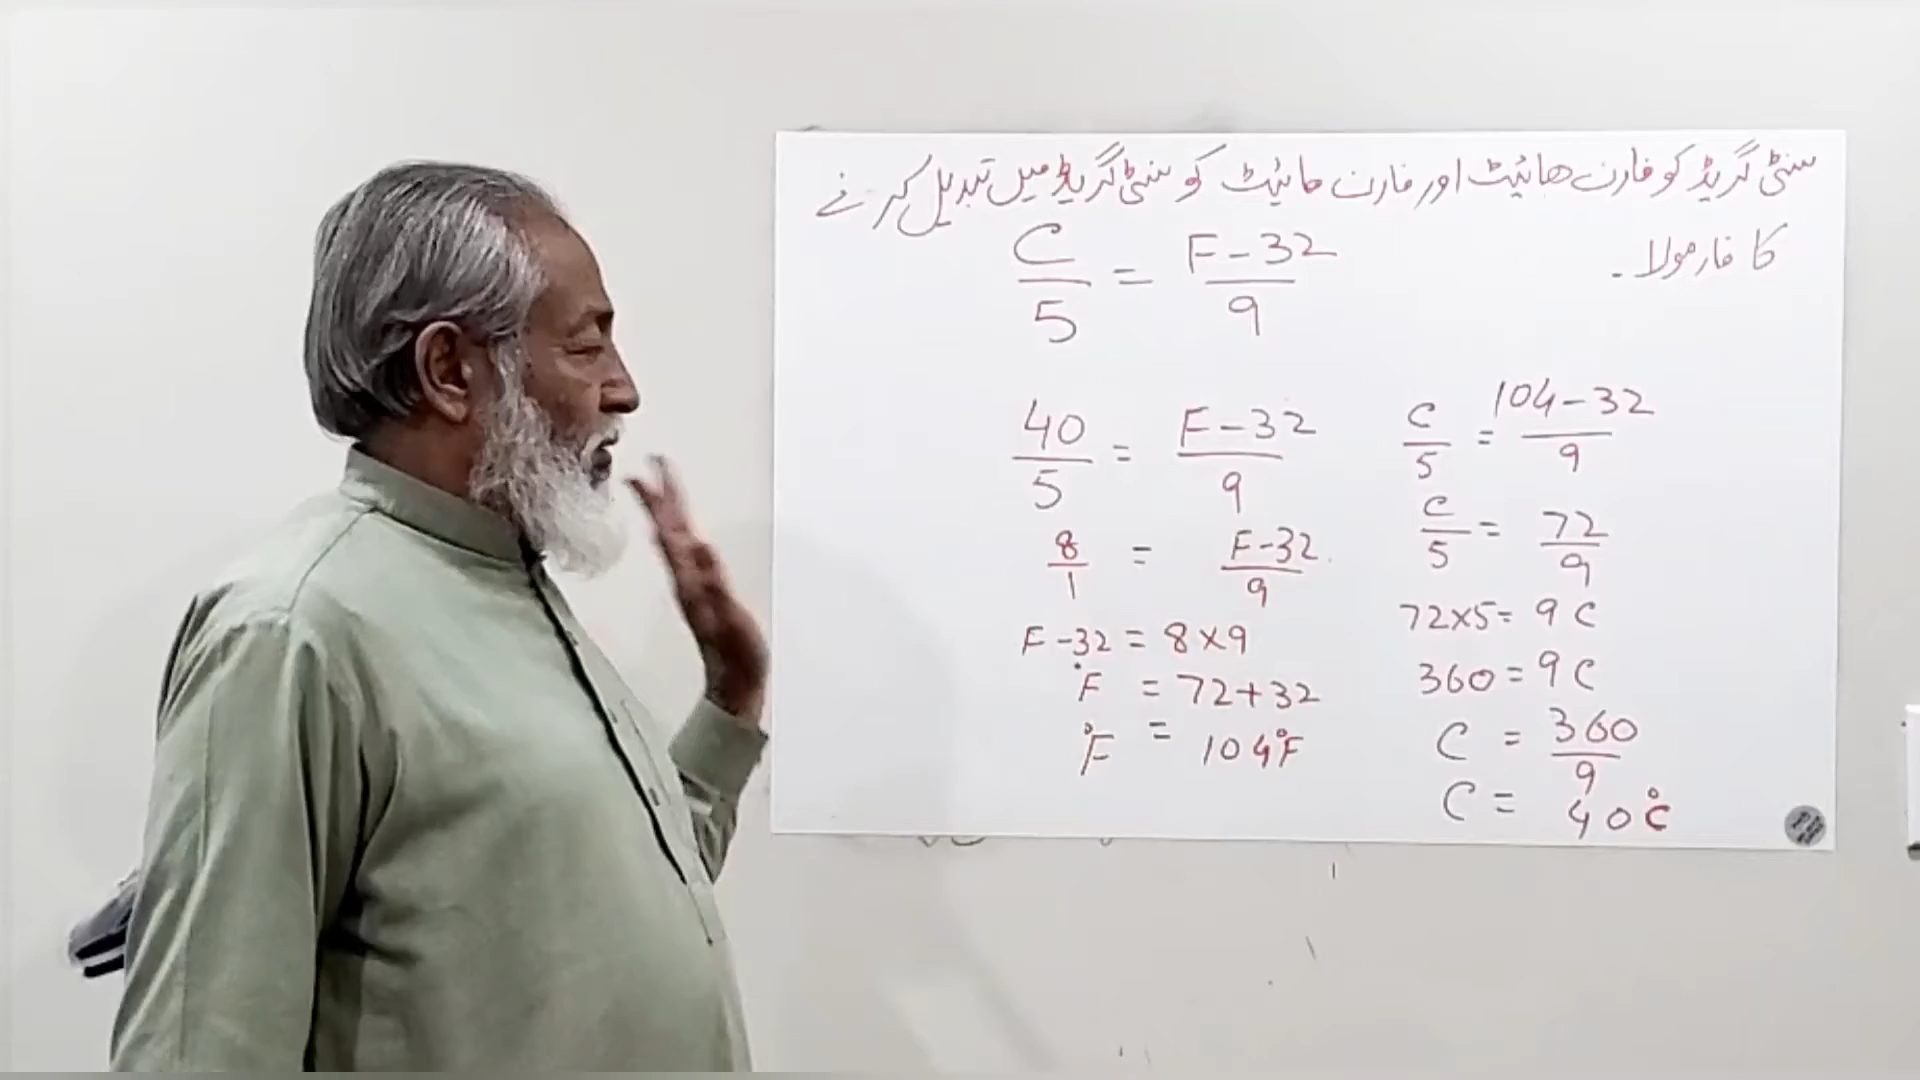 سنٹی گریڈ کو فارن ھائیٹ اور فارن ھائیٹ کو سنٹی گریڈ میں تبدیل کرنے
کا فارمولا ۔
C/5 = F-32/9
40/5 = F-32/9
8/1 = F-32/9
F-32 = 8×9
°F = 72+32
°F = 104°F
C/5 = 104-32/9
C/5 = 72/9
72×5= 9C
360 = 9C
C = 360/9
C = 40°C